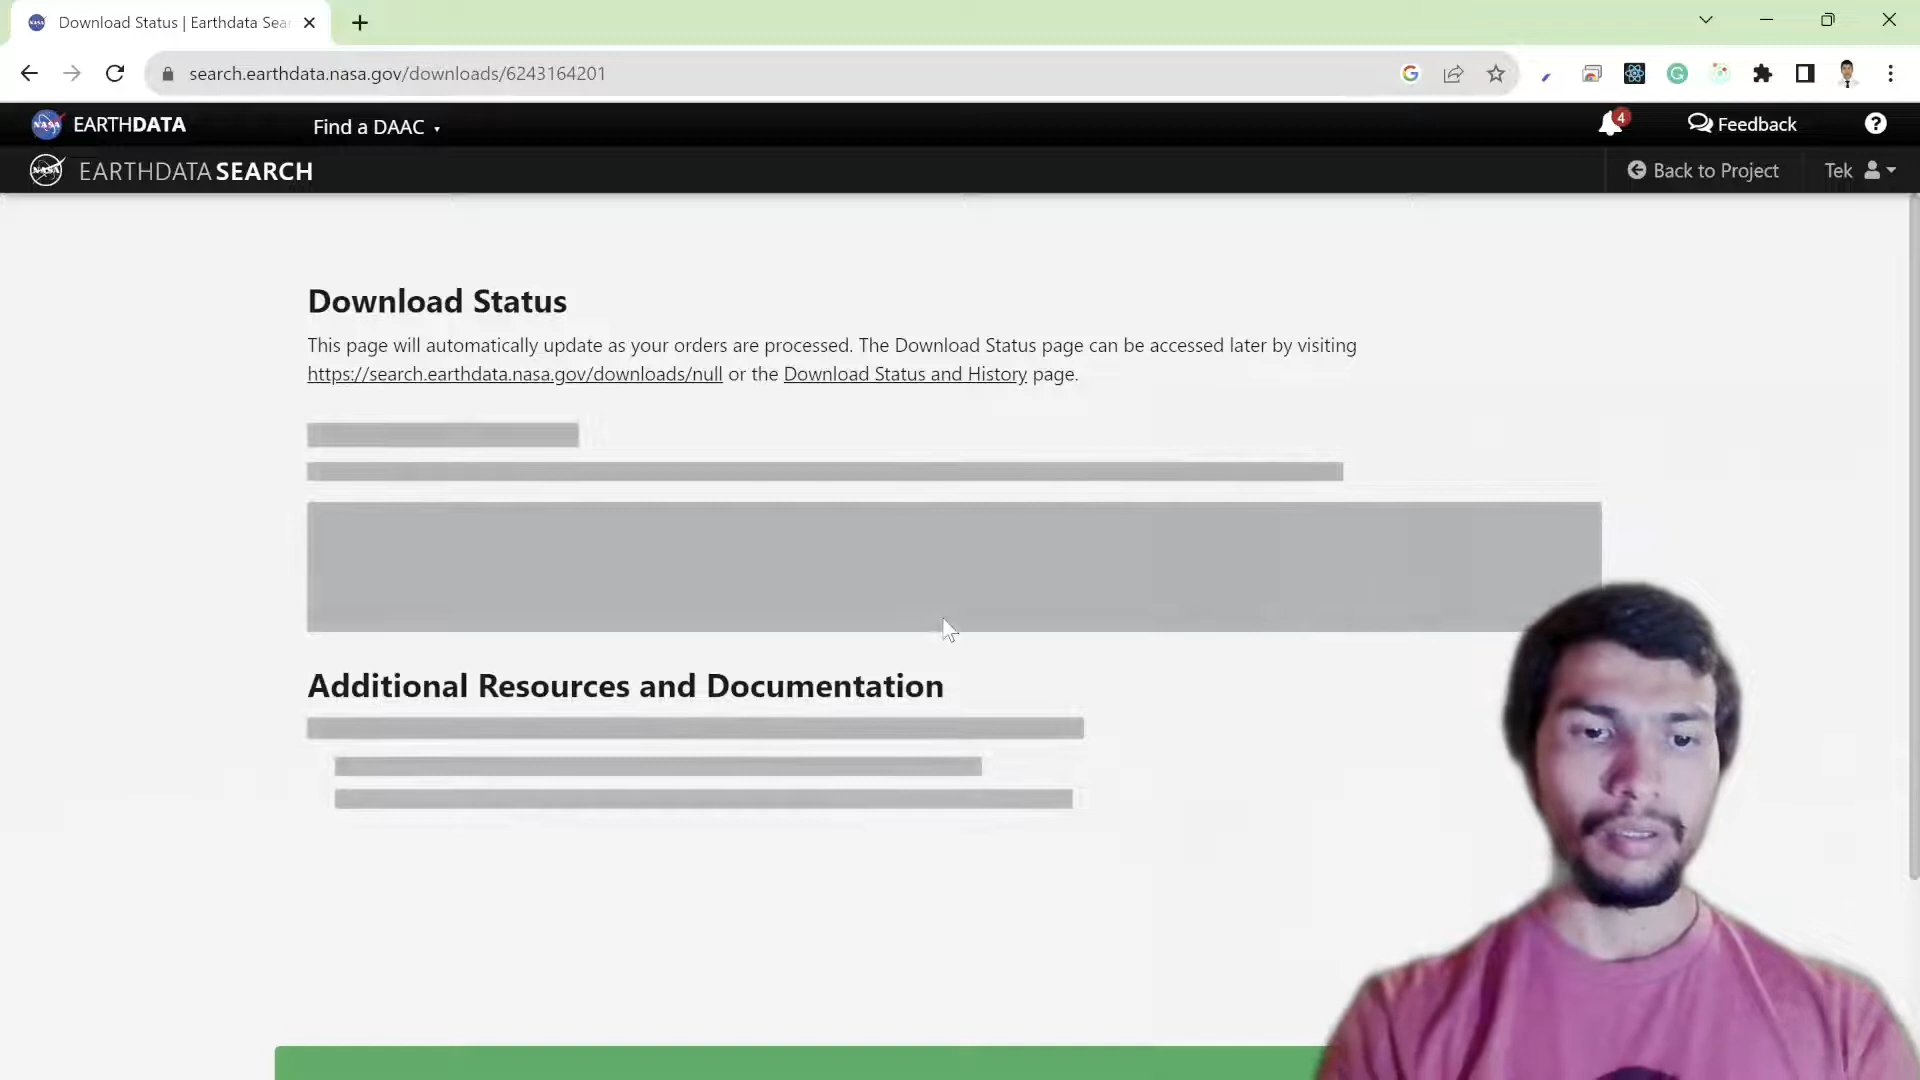 Download Status | Earthdata Sear
search.earthdata.nasa.gov/downloads/6243164201
NASA EARTHDATA Find a DAAC 4 Feedback ?
NASA EARTHDATA SEARCH Back to Project Tek
Download Status
This page will automatically update as your orders are processed. The Download Status page can be accessed later by visiting
https://search.earthdata.nasa.gov/downloads/null or the Download Status and History page.
Additional Resources and Documentation